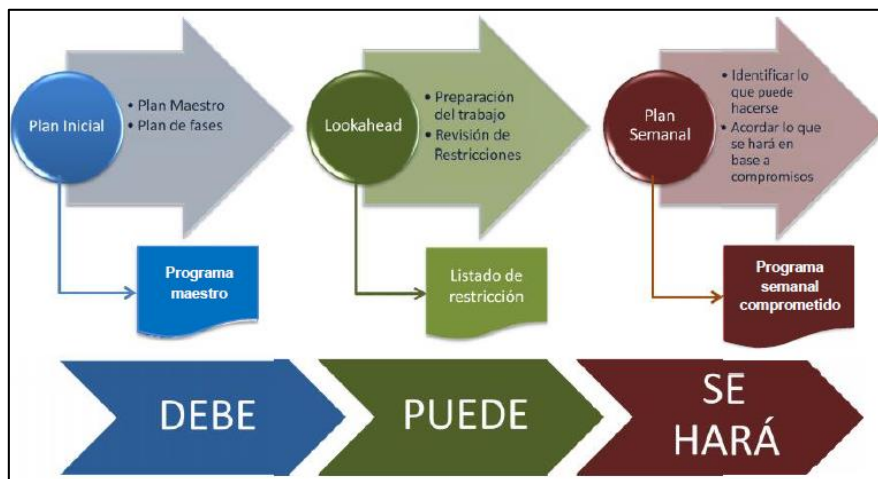 Plan Inicial
• Plan Maestro
• Plan de fases
Programa
maestro
Lookahead
• Preparación
del trabajo
• Revisión de
Restricciones
Listado de
restricción
Plan
Semanal
• Identificar lo
que puede
hacerse
• Acordar lo que
se hará en
base a
compromisos
Programa
semanal
comprometido
DEBE
PUEDE
SE
HARÁ